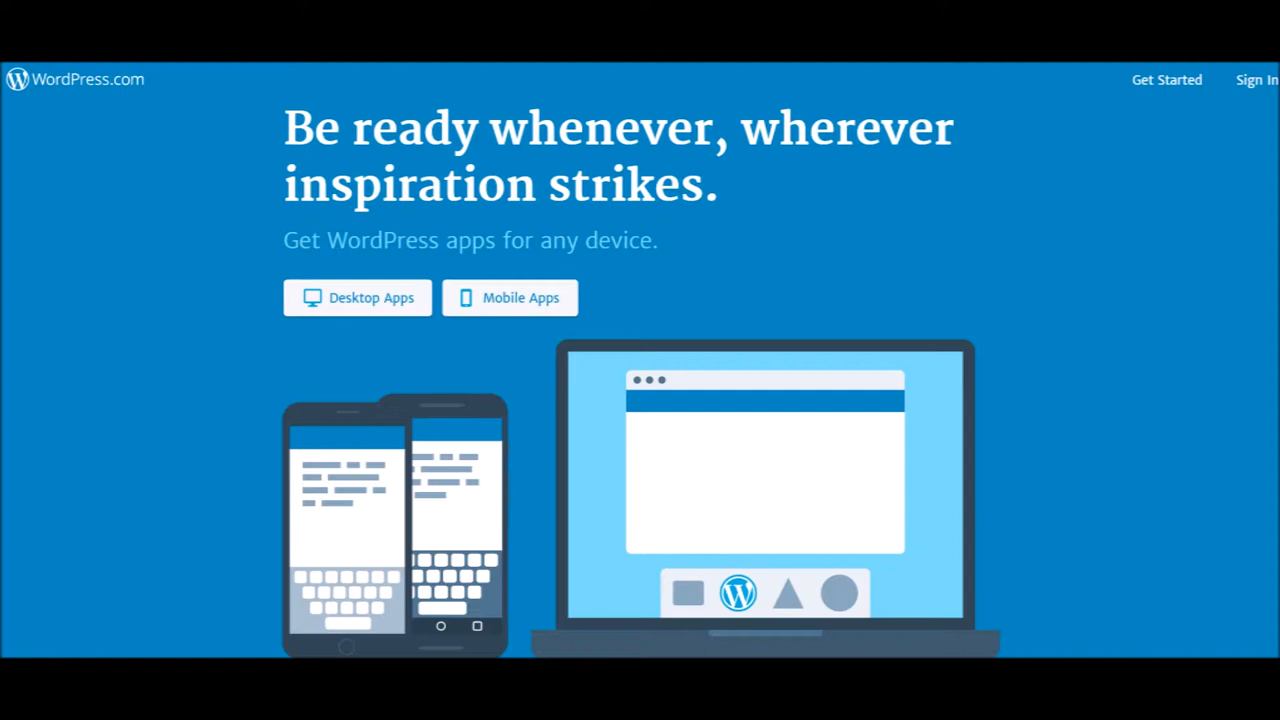 WordPress.com
Get Started
Sign In
Be ready whenever, wherever
inspiration strikes.
Get WordPress apps for any device.
Desktop Apps
Mobile Apps